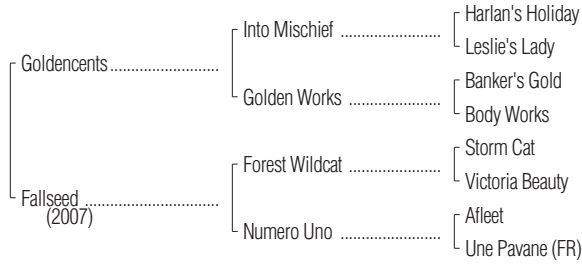 Harlan's Holiday
Into Mischief ........................
Leslie's Lady
Goldencents..........................
Banker's Gold
Golden Works ........................
Body Works
Storm Cat
Forest Wildcat ......................
Victoria Beauty
Fallseed ................................
(2007)
Afleet
Numero Uno ........................
Une Pavane (FR)